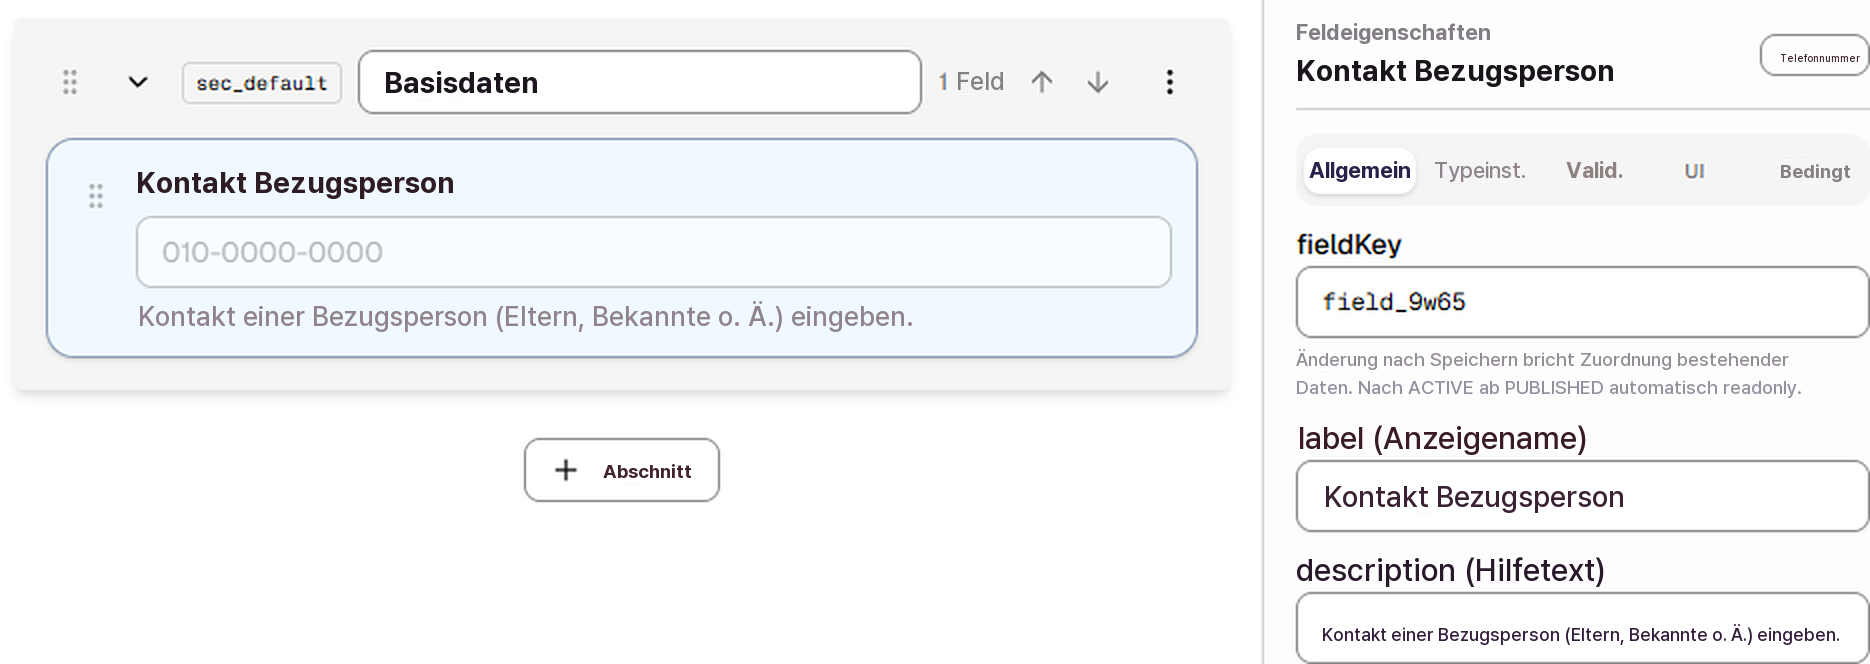 sec_default
Basisdaten
1 Feld
Kontakt Bezugsperson
010-0000-0000
Kontakt einer Bezugsperson (Eltern, Bekannte o. Ä.) eingeben.
Abschnitt
Feldeigenschaften
Kontakt Bezugsperson
Telefonnummer
Allgemein Typeinst. Valid. UI Bedingt
fieldKey
field_9w65
Änderung nach Speichern bricht Zuordnung bestehender
Daten. Nach ACTIVE ab PUBLISHED automatisch readonly.
label (Anzeigename)
Kontakt Bezugsperson
description (Hilfetext)
Kontakt einer Bezugsperson (Eltern, Bekannte o. Ä.) eingeben.